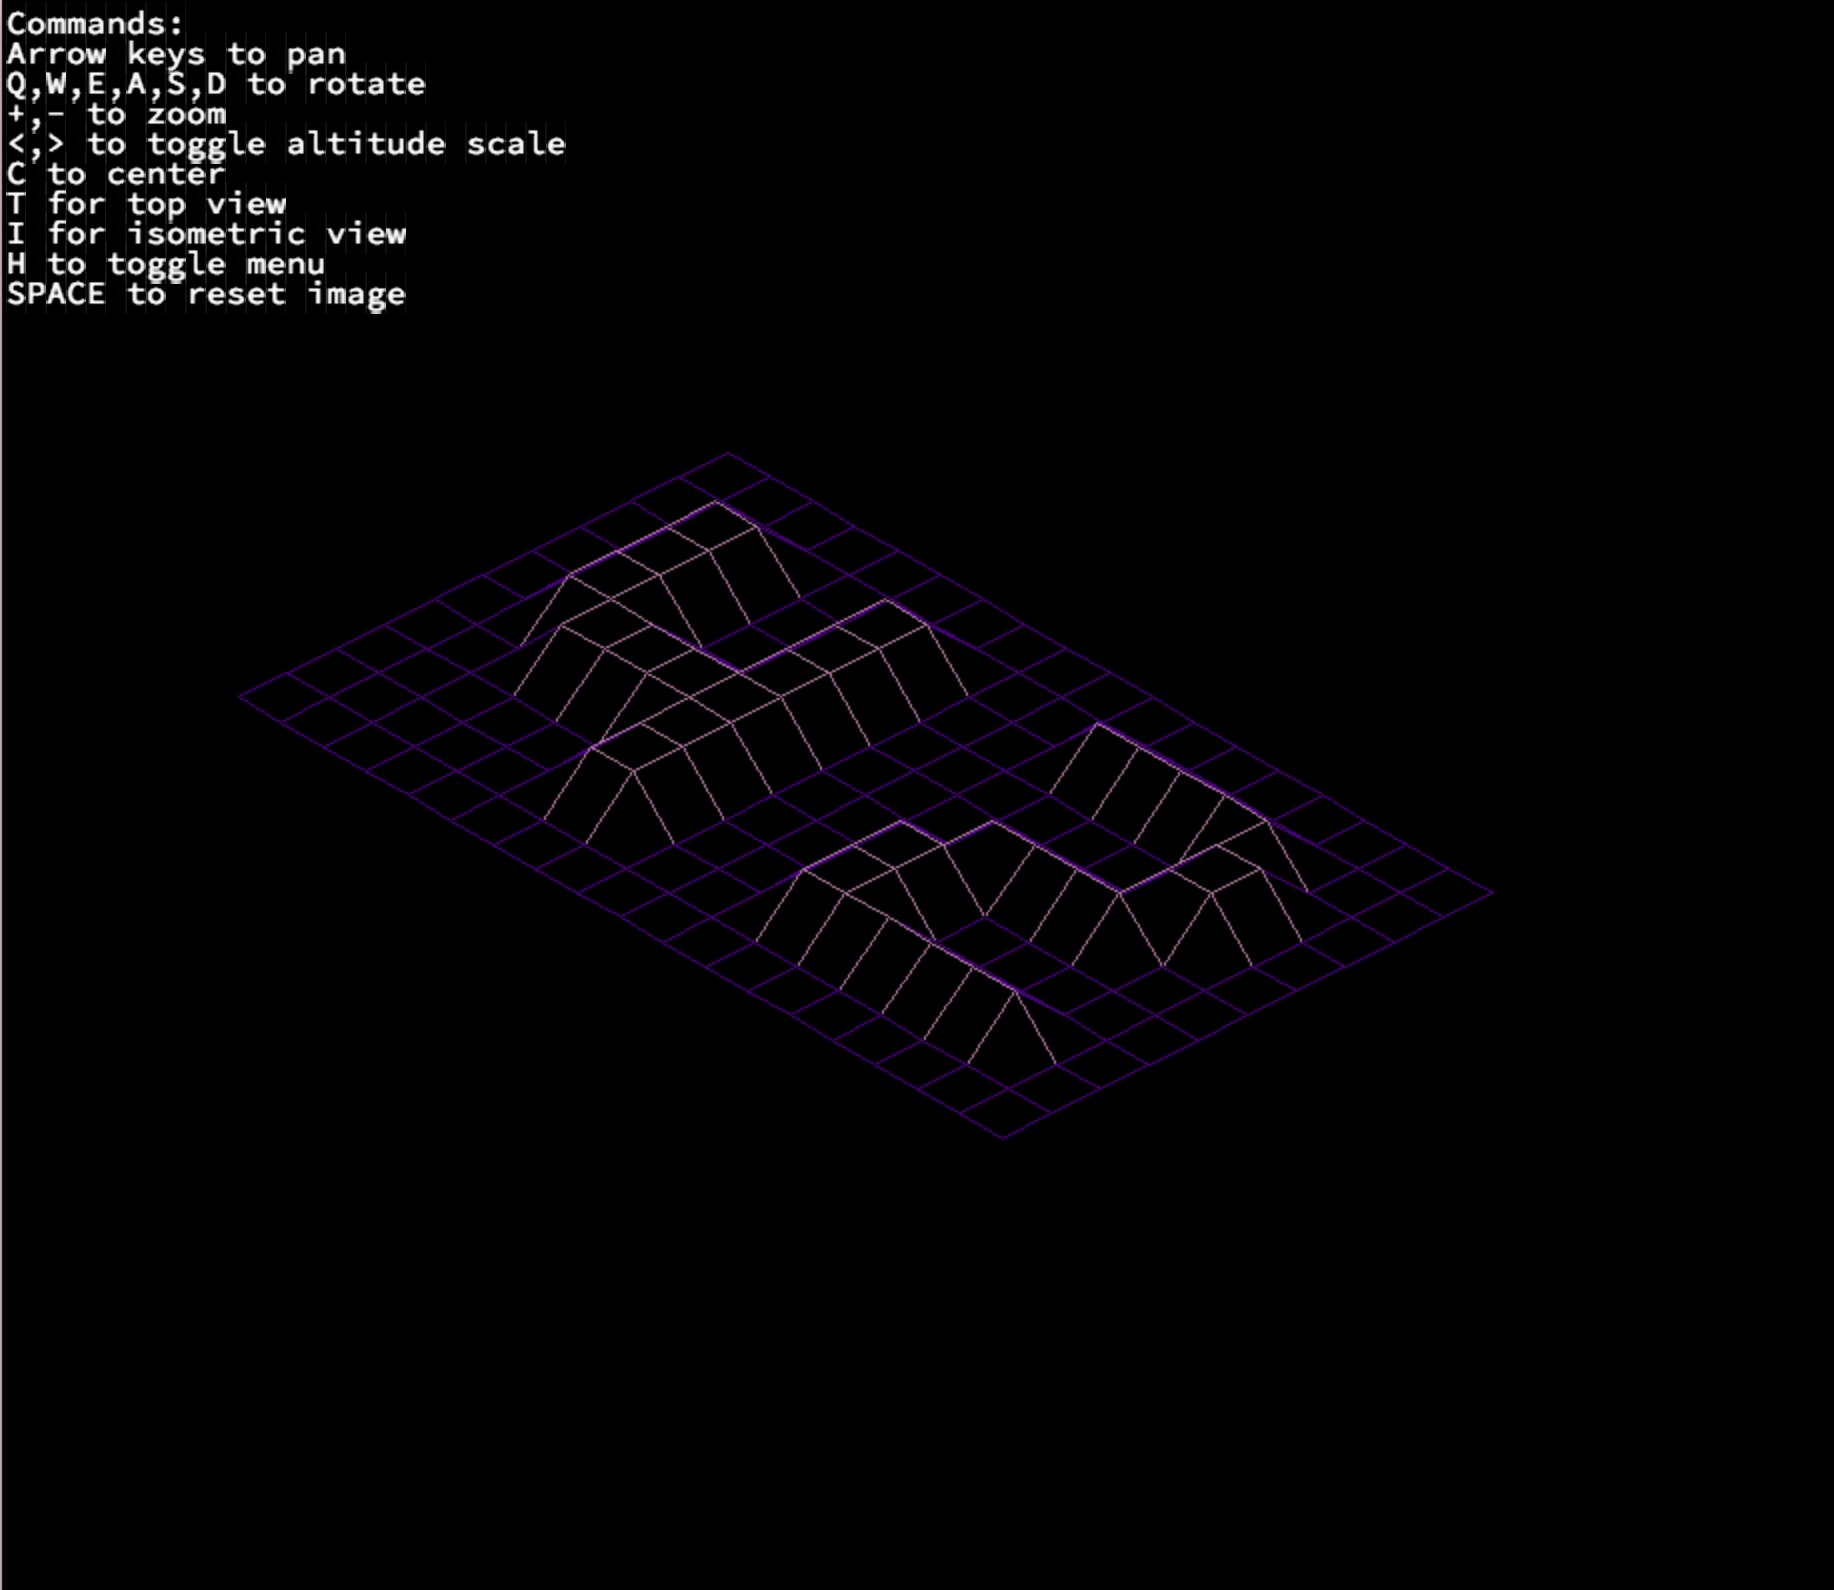 Commands:
Arrow keys to pan
Q,W,E,A,S,D to rotate
+,- to zoom
<,> to toggle altitude scale
C to center
T for top view
I for isometric view
H to toggle menu
SPACE to reset image